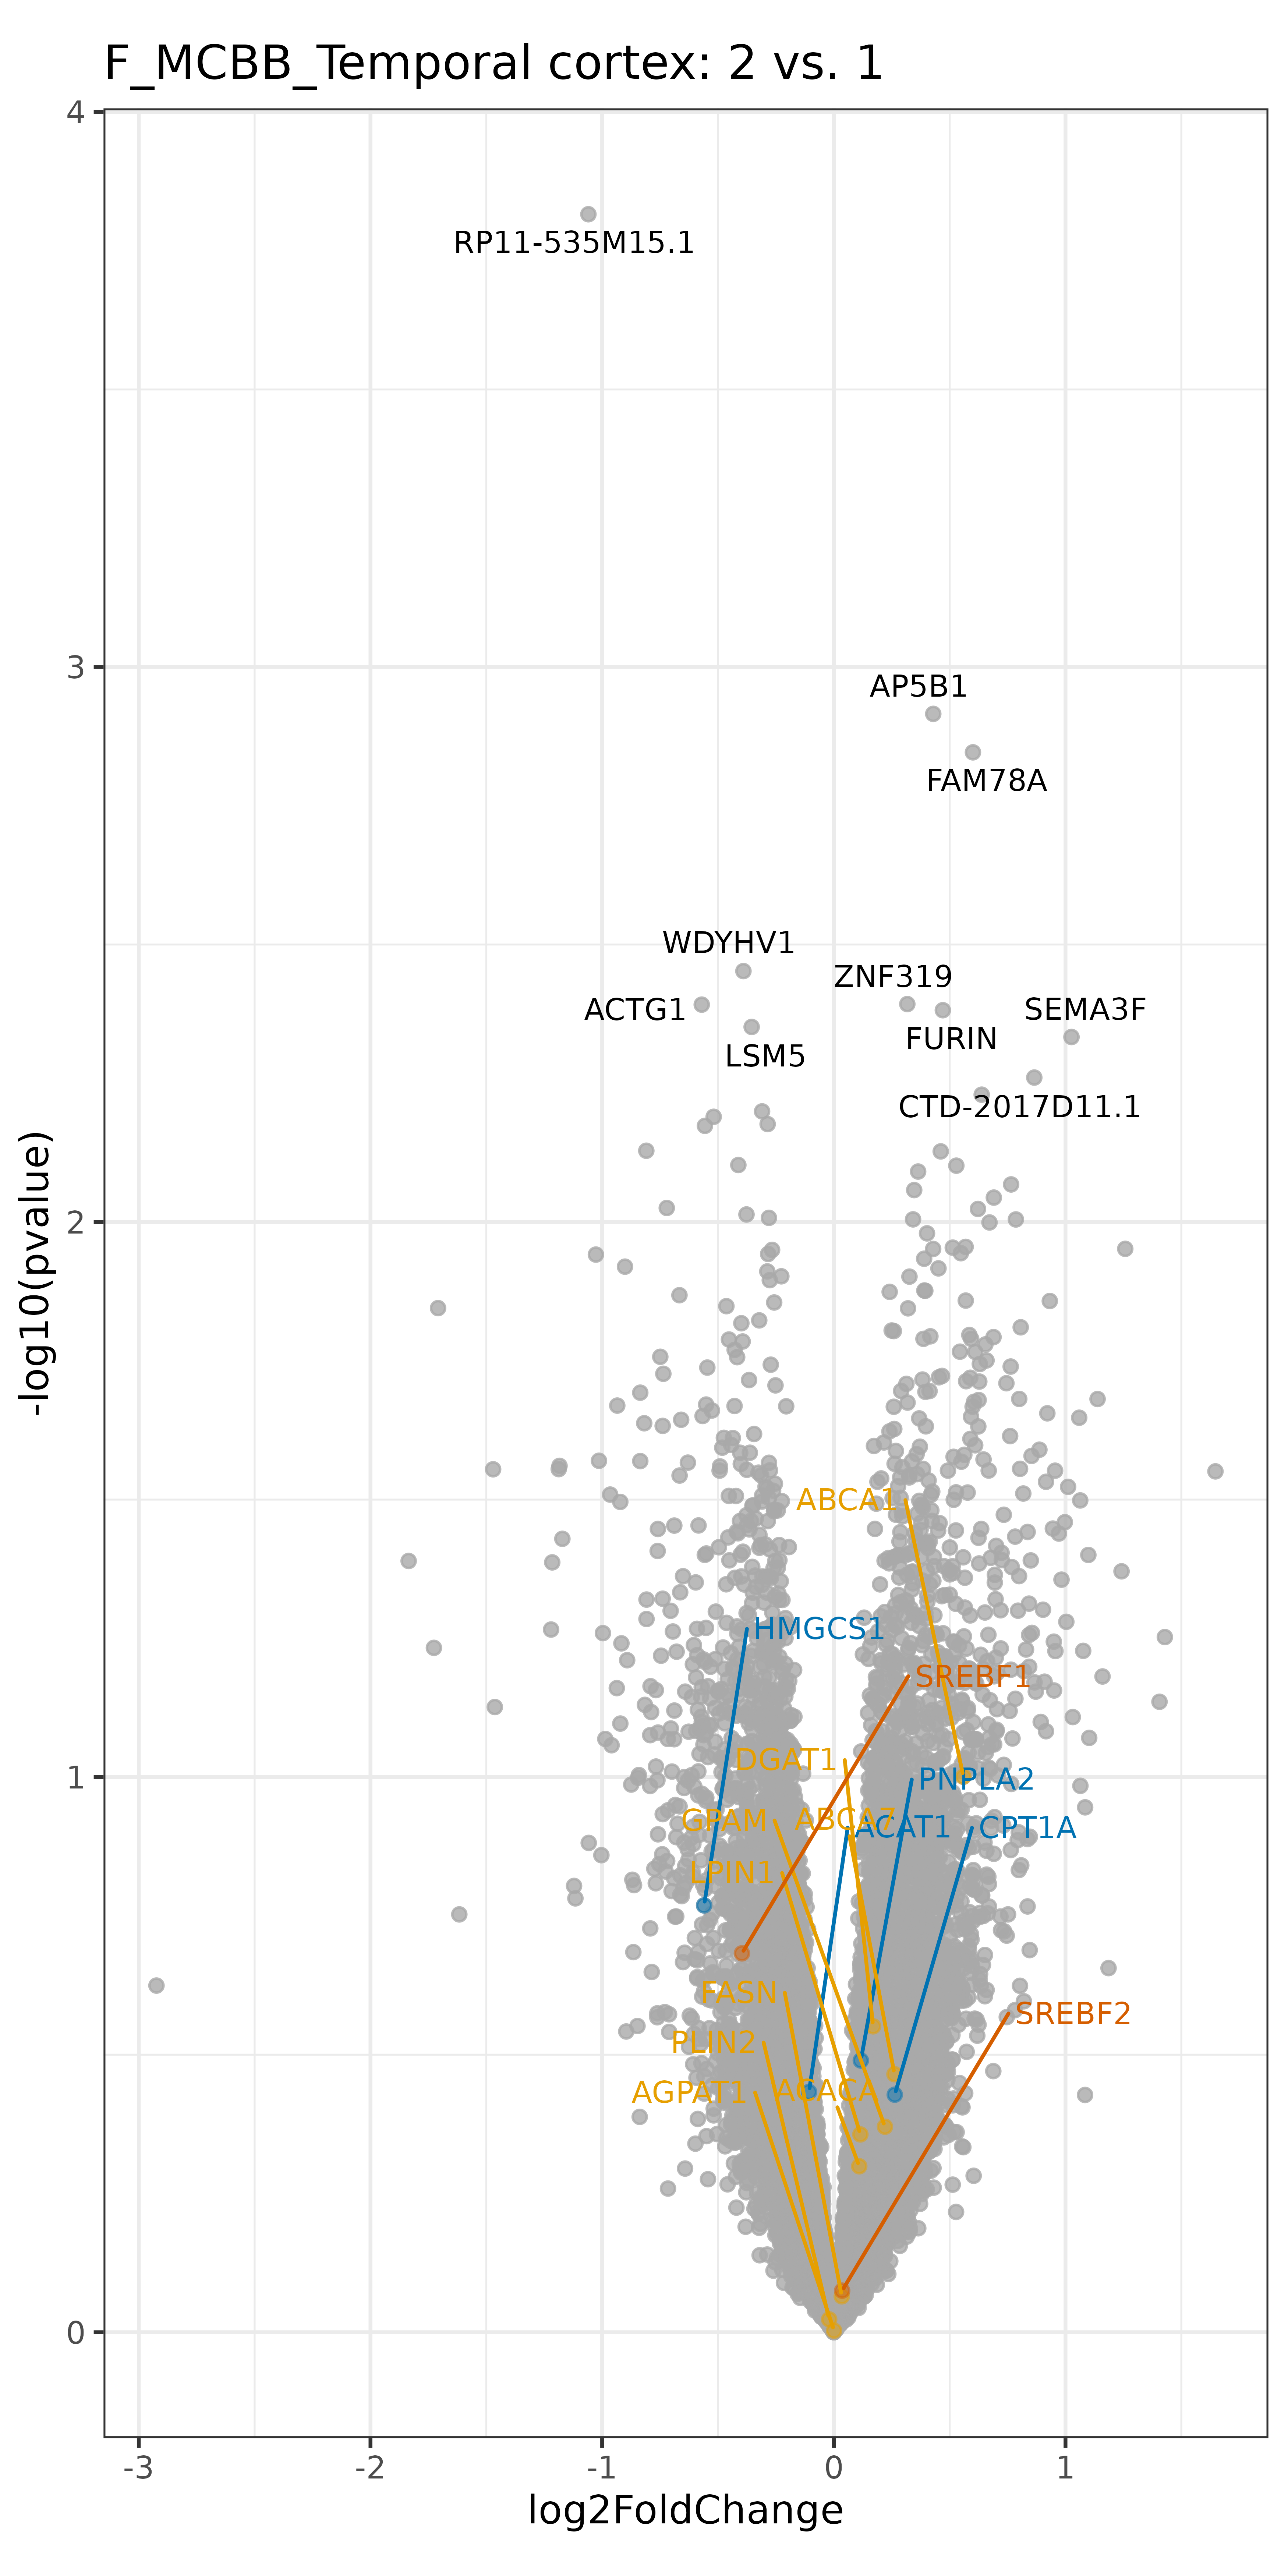 F_MCBB_Temporal cortex: 2 vs. 1
4
RP11-535M15.1
3
AP5B1
FAM78A
WDYHV1
ZNF319
ACTG1
SEMA3F
FURIN
LSM5
CTD-2017D11.1
2
ABCA1
HMGCS1
SREBF1
DGAT1
PNPLA2
1
GPAM
ABCA7
ACAT1
CPT1A
LPIN1
FASN
SREBF2
PLIN2
AGPAT1
ACACA
0
-3
-2
-1
0
1
log2FoldChange
-log10(pvalue)